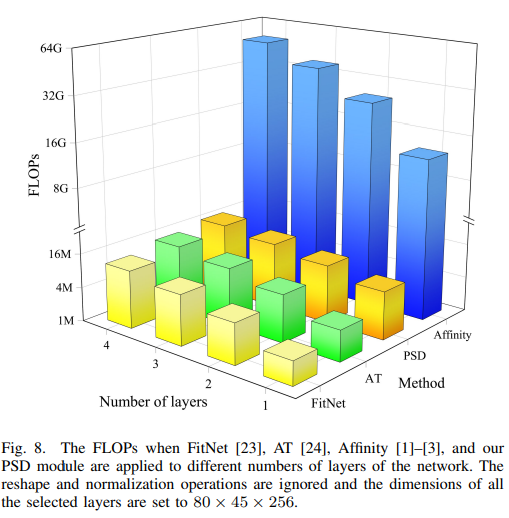 64G
32G
16G
8G
16M
4M
1M
FLOPs
4
3
2
1
Number of layers
FitNet
AT
PSD
Affinity
Method
Fig. 8. The FLOPs when FitNet [23], AT [24], Affinity [1]–[3], and our
PSD module are applied to different numbers of layers of the network. The
reshape and normalization operations are ignored and the dimensions of all
the selected layers are set to 80 × 45 × 256.